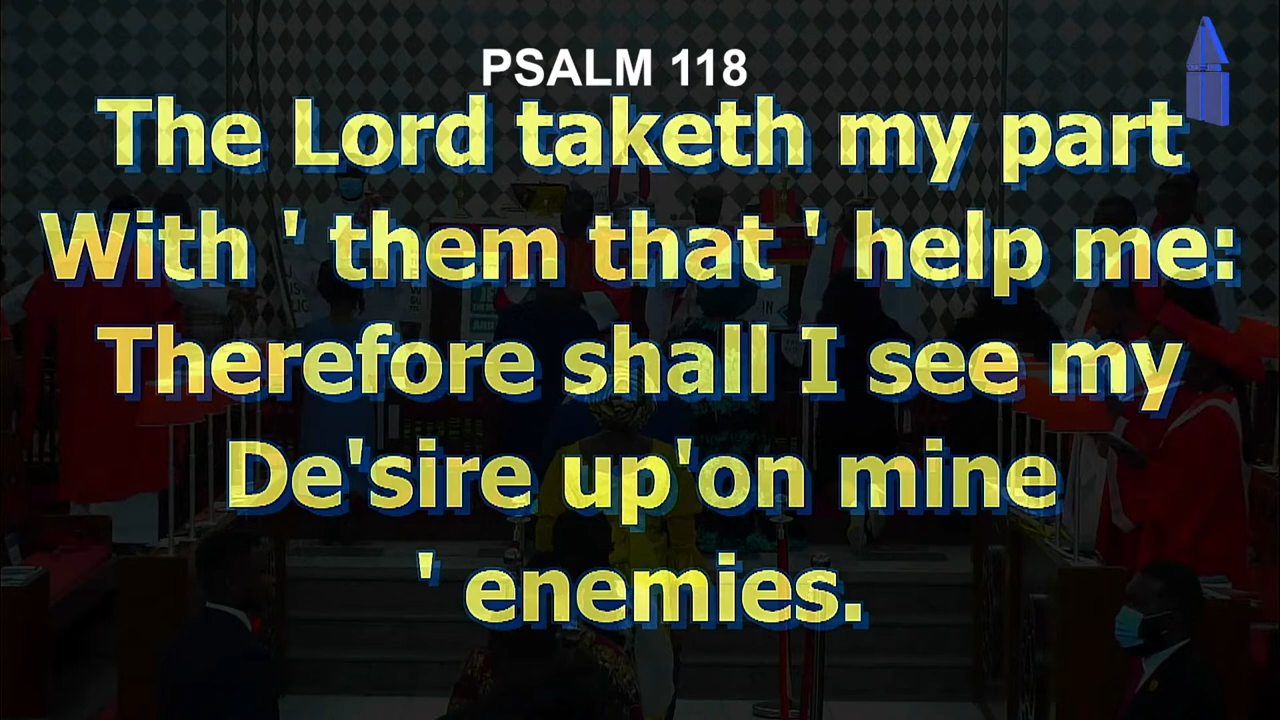 PSALM 118
The Lord taketh my part
With ' them that ' help me:
Therefore shall I see my
De'sire up'on mine
' enemies.